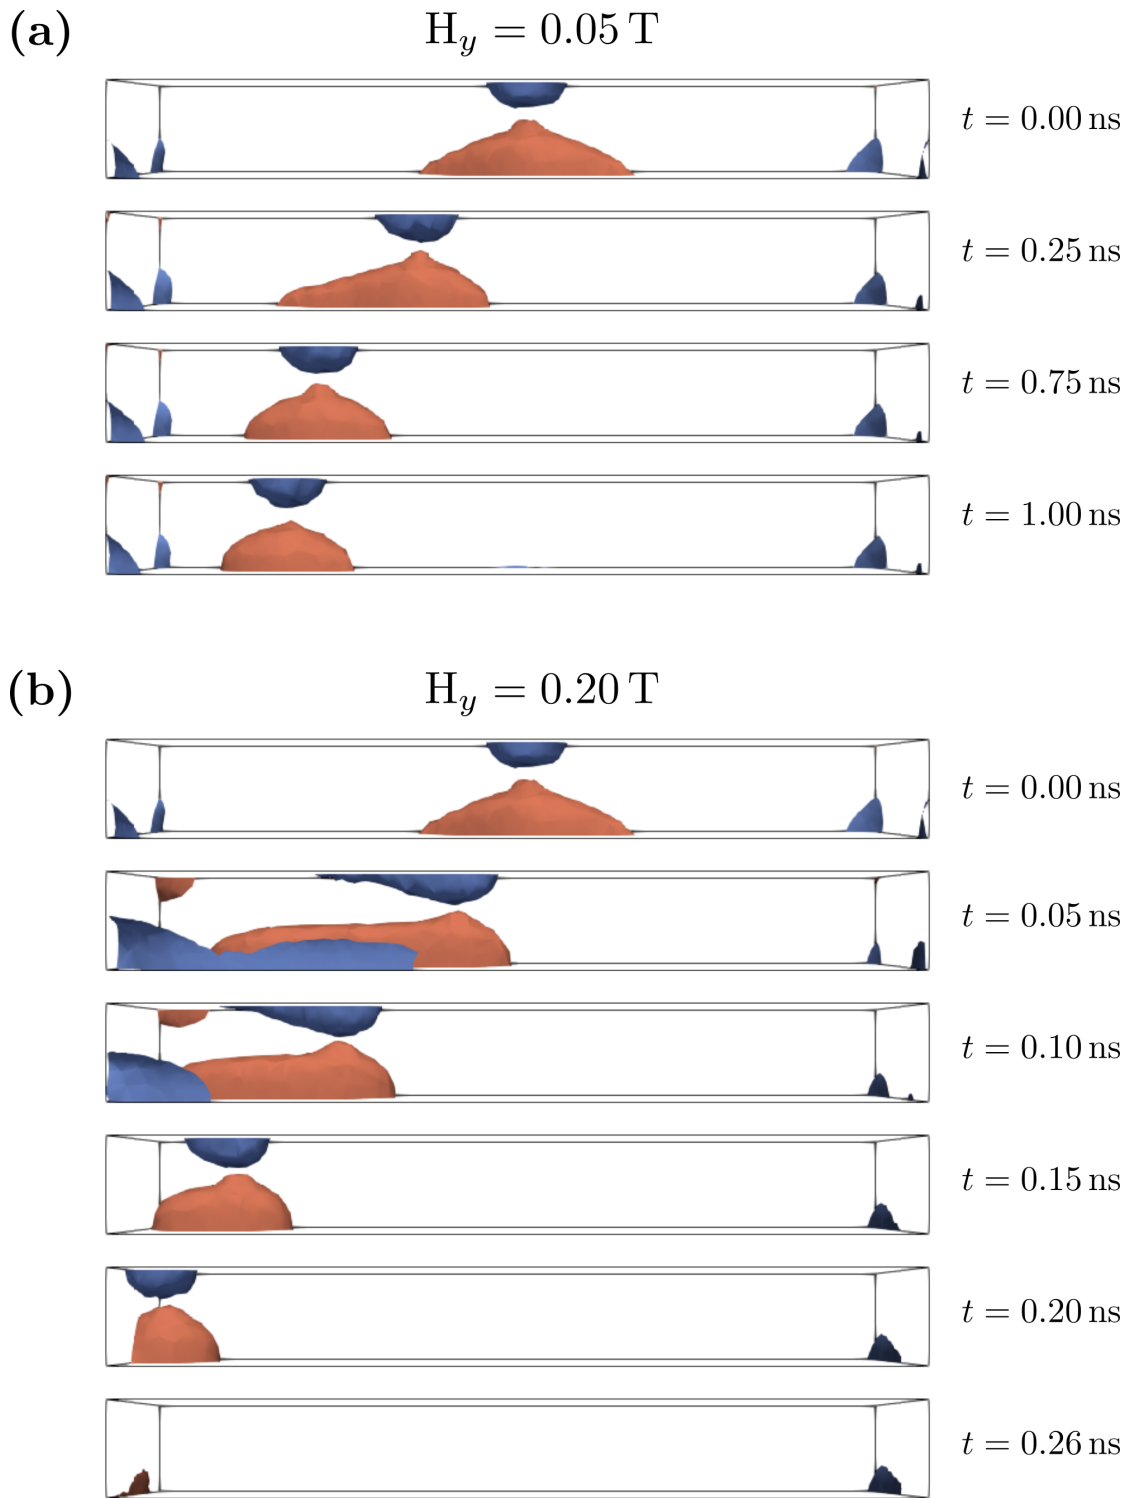 (a) H_y = 0.05 T
t = 0.00 ns
t = 0.25 ns
t = 0.75 ns
t = 1.00 ns
(b) H_y = 0.20 T
t = 0.00 ns
t = 0.05 ns
t = 0.10 ns
t = 0.15 ns
t = 0.20 ns
t = 0.26 ns